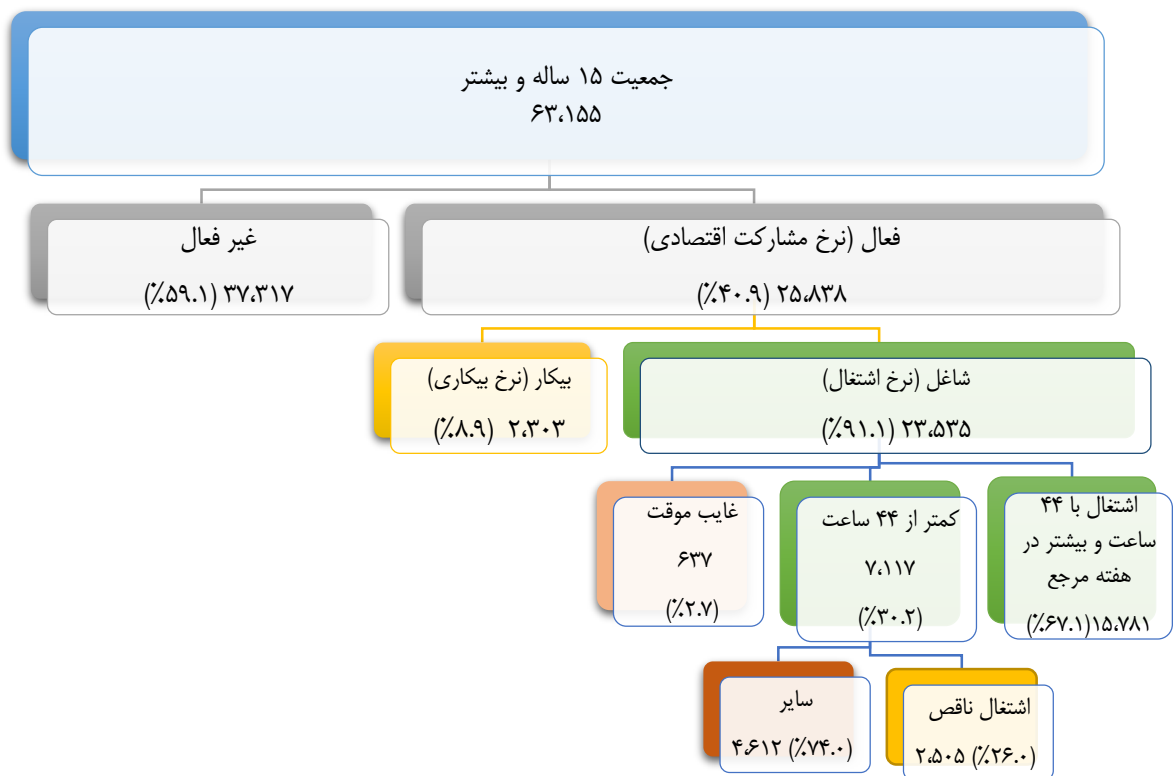 جمعیت ۱۵ ساله و بیشتر
۶۳،۱۵۵
فعال (نرخ مشارکت اقتصادی)
۲۵،۸۳۸ (٪۴۰.۹)
غیر فعال
۳۷،۳۱۷ (٪۵۹.۱)
شاغل (نرخ اشتغال)
۲۳،۵۳۵ (٪۹۱.۱)
بیکار (نرخ بیکاری)
۲،۳۰۳ (٪۸.۹)
اشتغال با ۴۴
ساعت و بیشتر در
هفته مرجع
۱۵،۷۸۱(٪۶۷.۱)
کمتر از ۴۴ ساعت
۷،۱۱۷
(٪۳۰.۲)
غایب موقت
۶۳۷
(٪۲.۷)
اشتغال ناقص
۲،۵۰۵ (٪۲۶.۰)
سایر
۴،۶۱۲ (٪۷۴.۰)